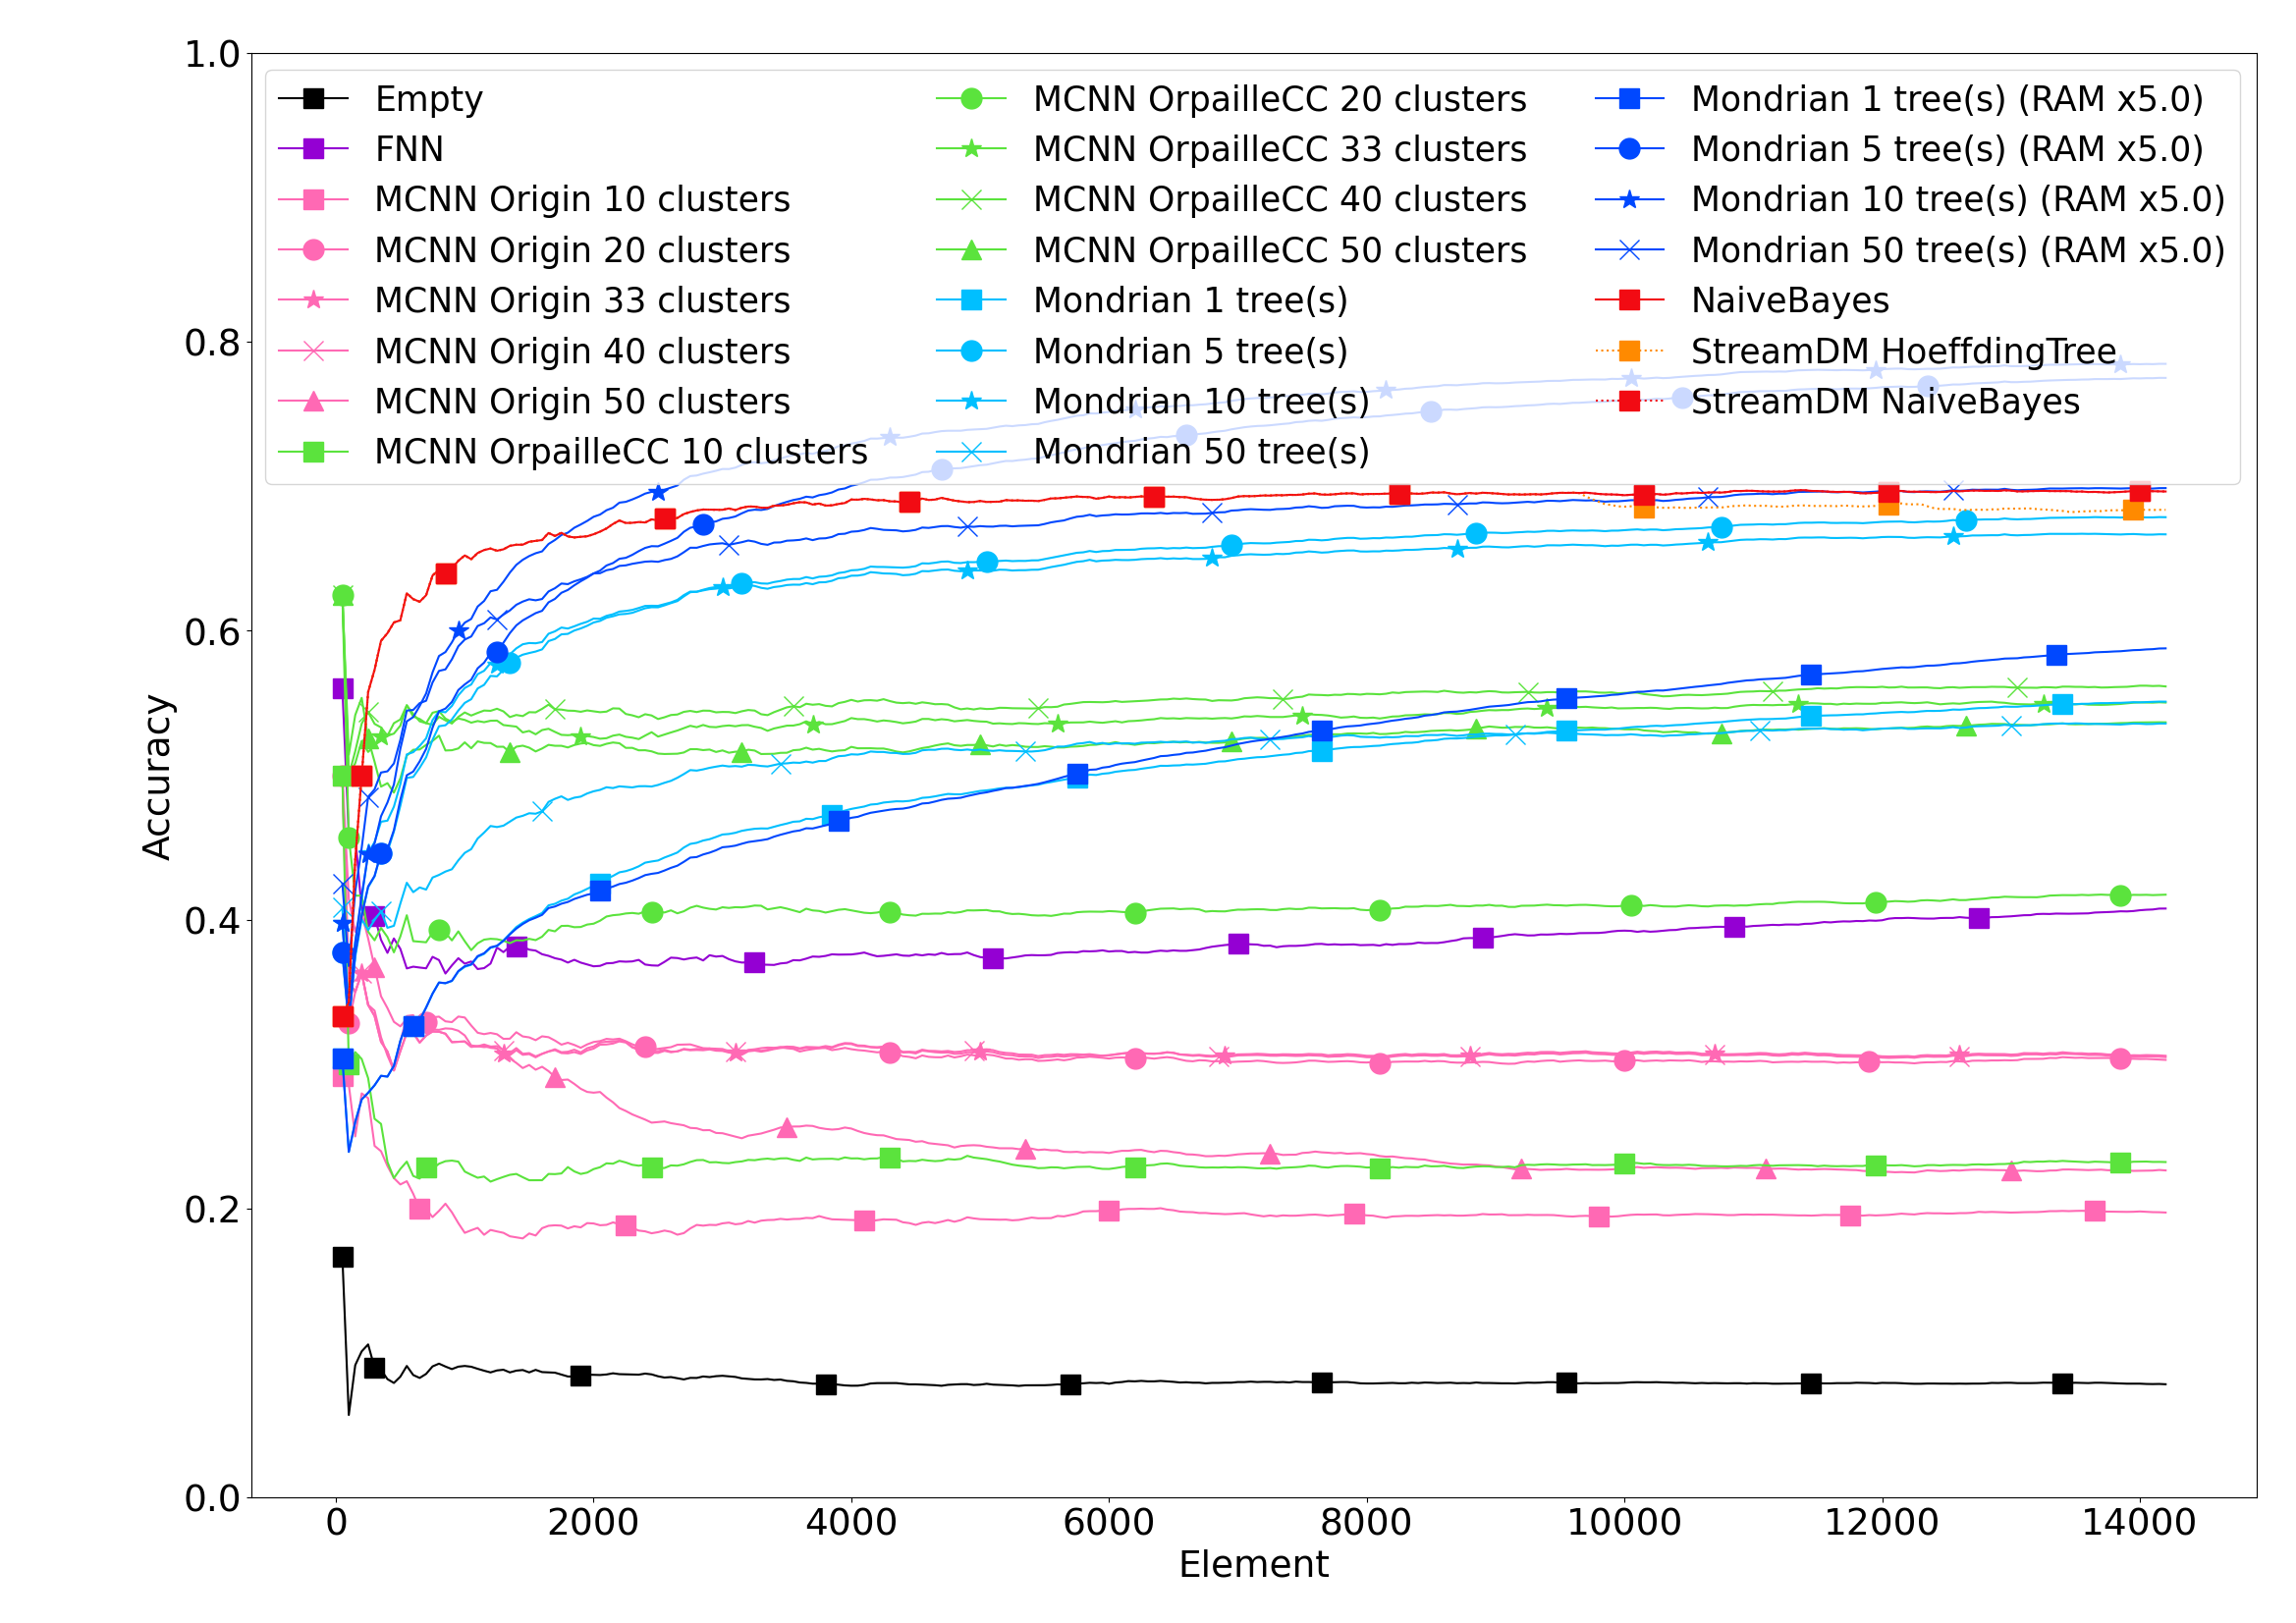 1.0
0.8
0.6
0.4
0.2
0.0
Accuracy
Empty
FNN
MCNN Origin 10 clusters
MCNN Origin 20 clusters
MCNN Origin 33 clusters
MCNN Origin 40 clusters
MCNN Origin 50 clusters
MCNN OrpailleCC 10 clusters
MCNN OrpailleCC 20 clusters
MCNN OrpailleCC 33 clusters
MCNN OrpailleCC 40 clusters
MCNN OrpailleCC 50 clusters
Mondrian 1 tree(s)
Mondrian 5 tree(s)
Mondrian 10 tree(s)
Mondrian 50 tree(s)
Mondrian 1 tree(s) (RAM x5.0)
Mondrian 5 tree(s) (RAM x5.0)
Mondrian 10 tree(s) (RAM x5.0)
Mondrian 50 tree(s) (RAM x5.0)
NaiveBayes
StreamDM HoeffdingTree
StreamDM NaiveBayes
0 2000 4000 6000 8000 10000 12000 14000
Element